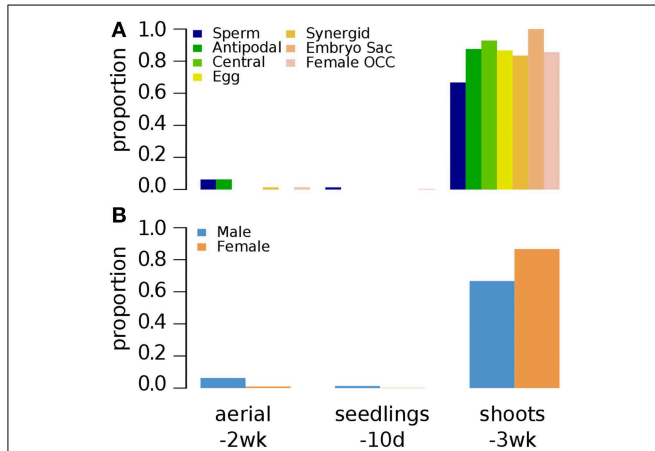 A
proportion
1.0
0.8
0.6
0.4
0.2
0.0
Sperm
Antipodal
Central
Egg
Synergid
Embryo Sac
Female OCC
B
proportion
1.0
0.8
0.6
0.4
0.2
0.0
Male
Female
aerial
-2wk
seedlings
-10d
shoots
-3wk